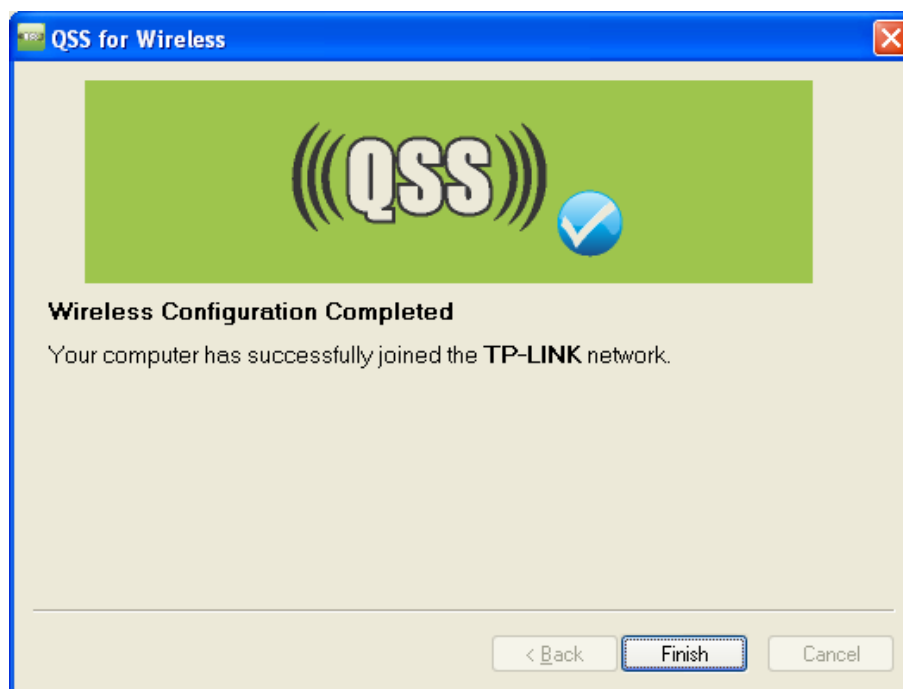 QSS for Wireless
QSS
Wireless Configuration Completed
Your computer has successfully joined the TP-LINK network.
< Back Finish Cancel